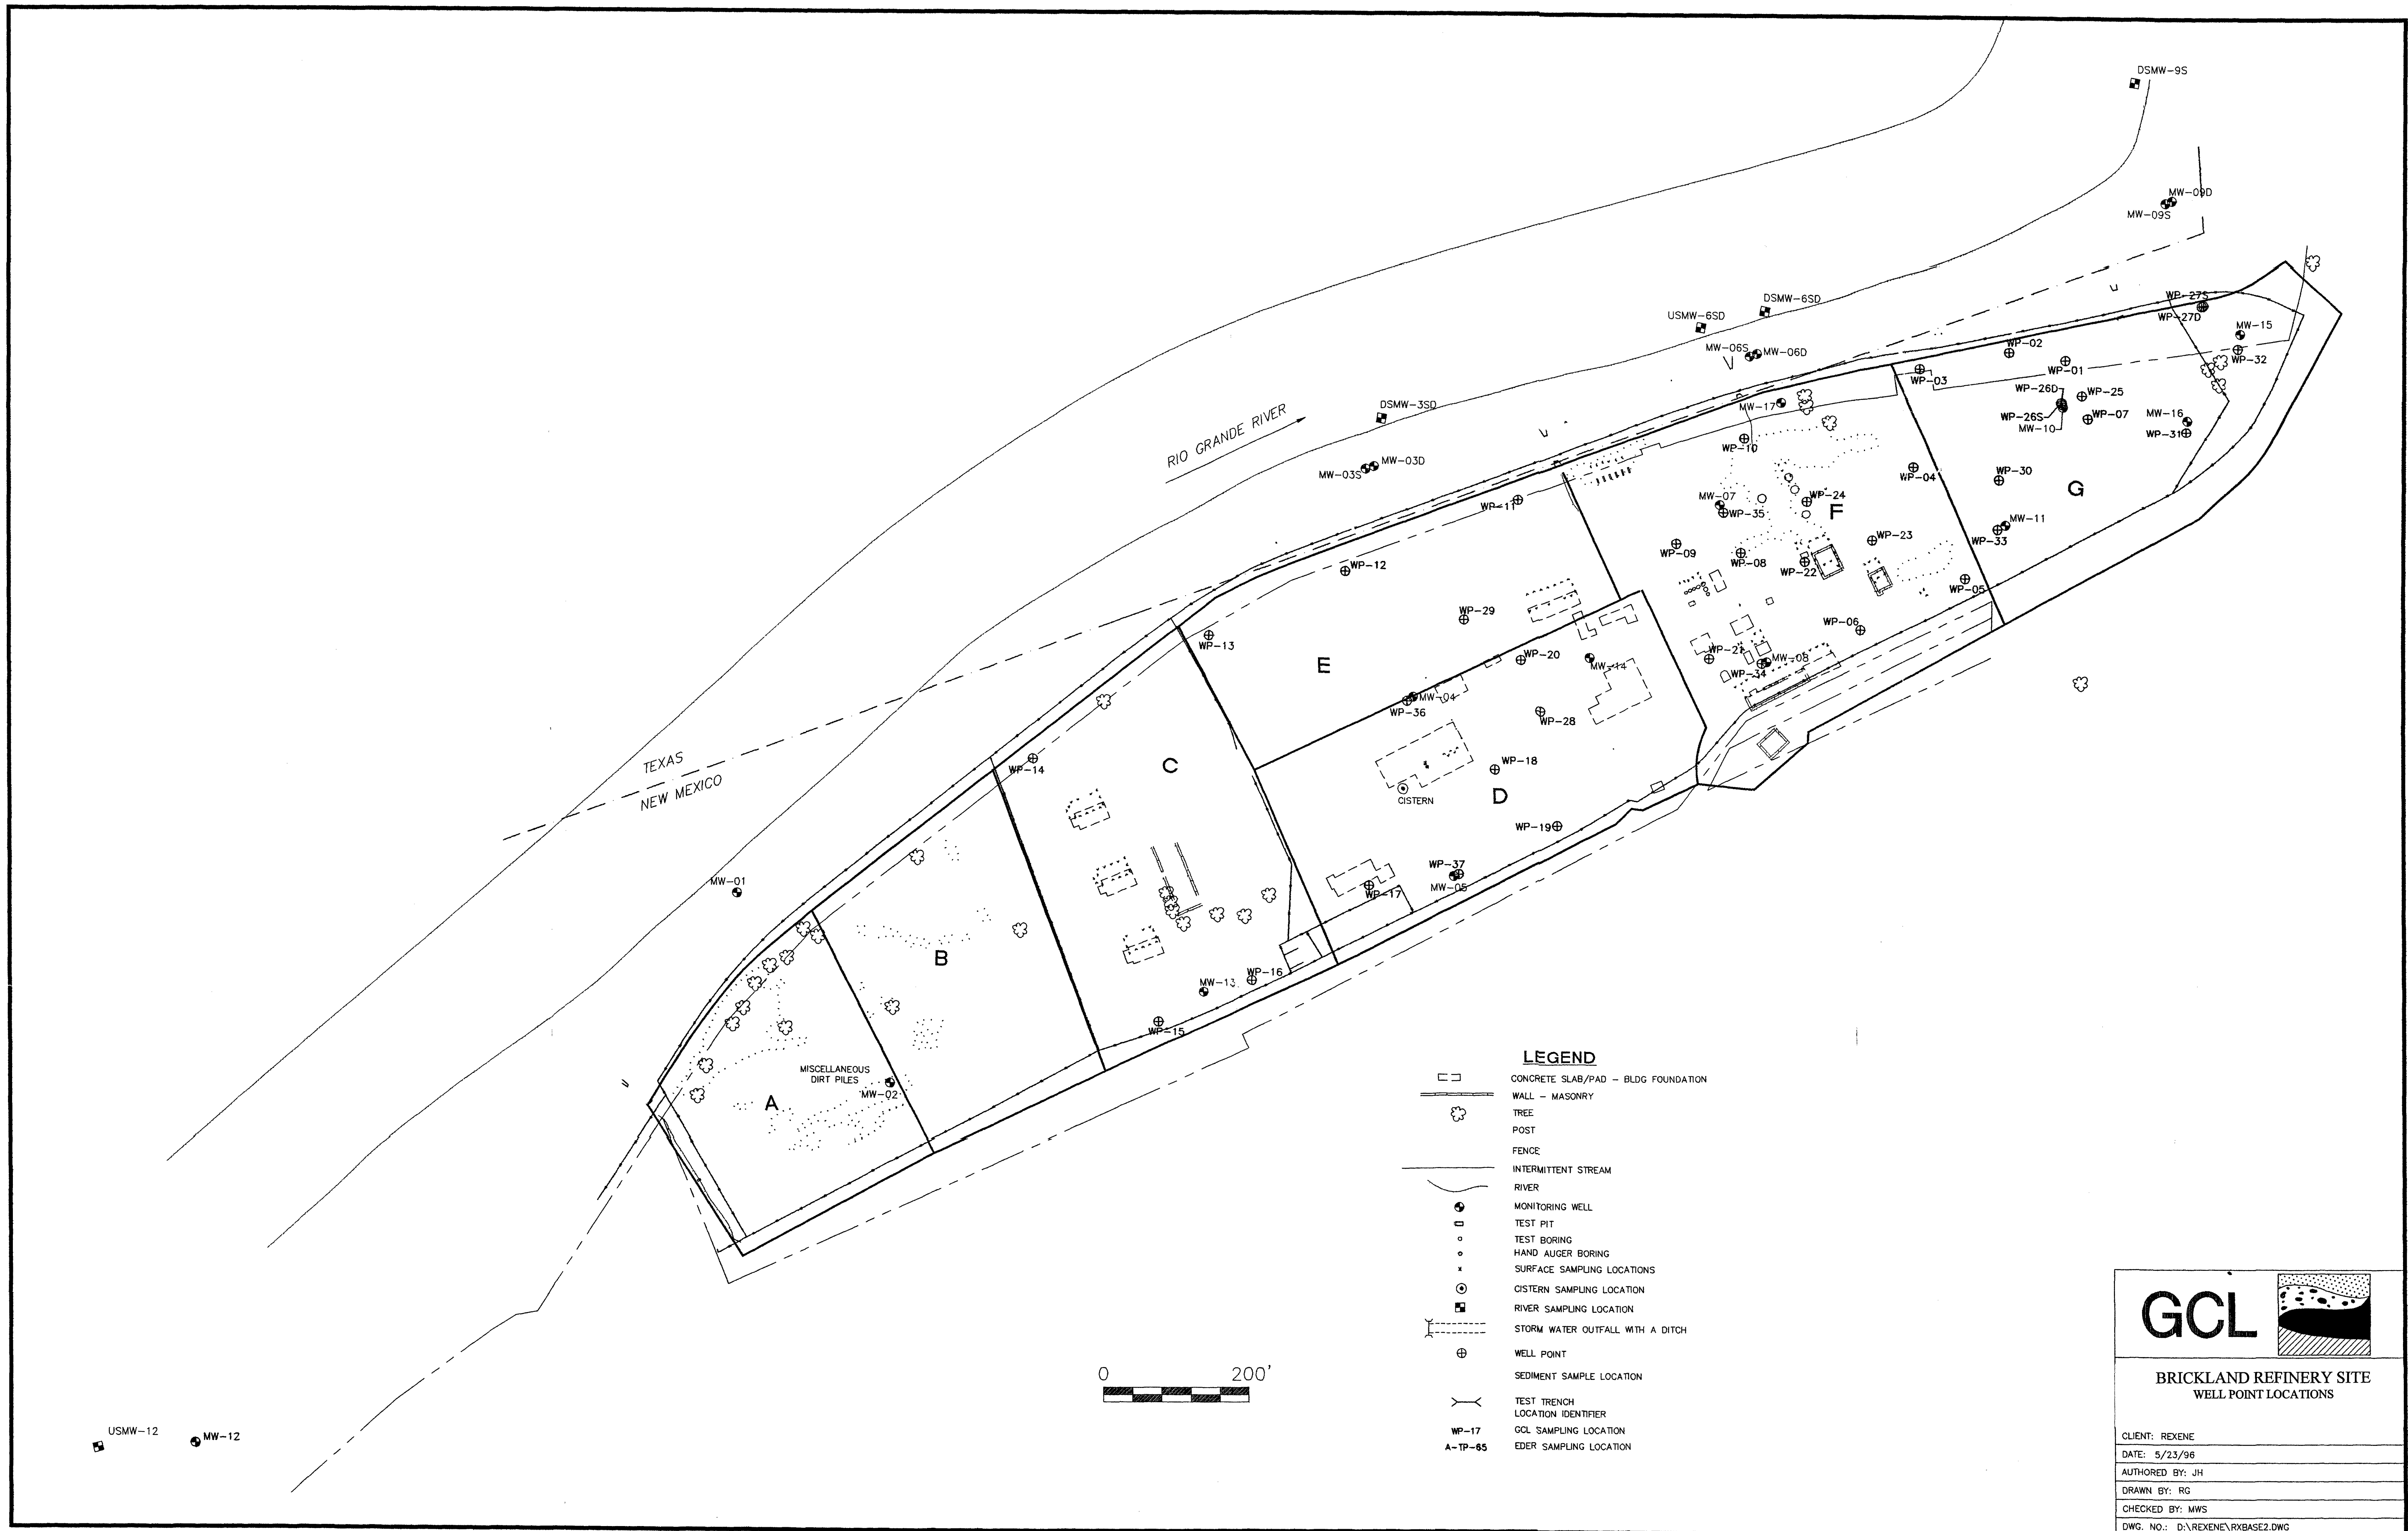 DSMW-9S
MW-09D
MW-09S
DSMW-6SD
USMW-6SD
MW-06S
MW-06D
WP-27S
WP-27D
MW-15
WP-32
WP-02
WP-01
WP-03
WP-26D
WP-25
WP-26S
WP-07
MW-10
MW-16
WP-31
DSMW-3SD
RIO GRANDE RIVER
MW-17
WP-10
MW-03S
MW-03D
WP-04
WP-30
G
WP-11
MW-07
WP-35
WP-24
F
MW-11
WP-33
WP-09
WP-08
WP-23
WP-22
WP-12
WP-05
WP-29
WP-06
WP-13
E
WP-20
MW-14
WP-21
MW-08
WP-34
MW-04
WP-36
WP-28
TEXAS
NEW MEXICO
WP-14
C
WP-18
D
CISTERN
WP-19
WP-37
MW-05
WP-17
MW-01
B
WP-16
MW-13
WP-15
MISCELLANEOUS
DIRT PILES
MW-02
A
USMW-12
MW-12
0 200'
LEGEND
CONCRETE SLAB/PAD - BLDG FOUNDATION
WALL - MASONRY
TREE
POST
FENCE
INTERMITTENT STREAM
RIVER
MONITORING WELL
TEST PIT
TEST BORING
HAND AUGER BORING
SURFACE SAMPLING LOCATIONS
CISTERN SAMPLING LOCATION
RIVER SAMPLING LOCATION
STORM WATER OUTFALL WITH A DITCH
WELL POINT
SEDIMENT SAMPLE LOCATION
TEST TRENCH
LOCATION IDENTIFIER
WP-17 GCL SAMPLING LOCATION
A-TP-65 EDER SAMPLING LOCATION
GCL
BRICKLAND REFINERY SITE
WELL POINT LOCATIONS
CLIENT: REXENE
DATE: 5/23/96
AUTHORED BY: JH
DRAWN BY: RG
CHECKED BY: MWS
DWG. NO.: D:\REXENE\RXBASE2.DWG